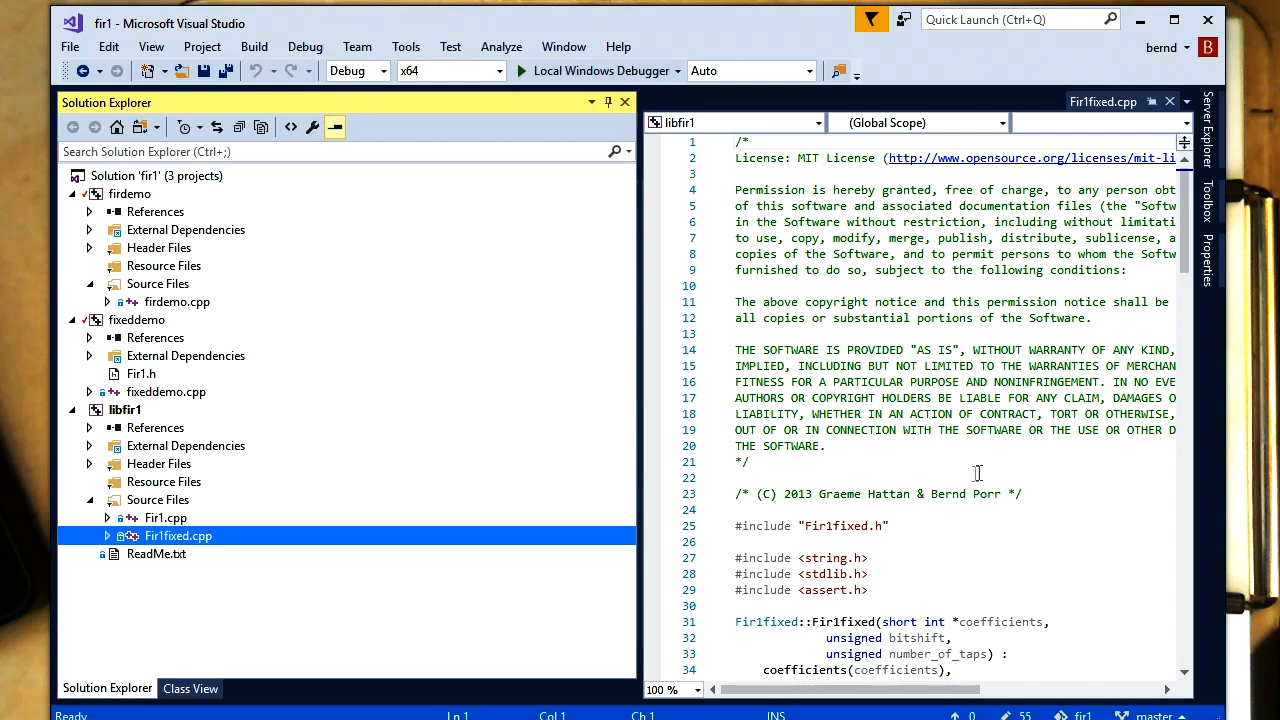 fir1 - Microsoft Visual Studio
Quick Launch (Ctrl+Q)
File Edit View Project Build Debug Team Tools Test Analyze Window Help
bernd B
Debug x64 Local Windows Debugger Auto
Solution Explorer
Search Solution Explorer (Ctrl+;)
Solution 'fir1' (3 projects)
firdemo
References
External Dependencies
Header Files
Resource Files
Source Files
firdemo.cpp
fixeddemo
References
External Dependencies
Fir1.h
fixeddemo.cpp
libfir1
References
External Dependencies
Header Files
Resource Files
Source Files
Fir1.cpp
Fir1fixed.cpp
ReadMe.txt
Solution Explorer Class View
Fir1fixed.cpp
libfir1 (Global Scope)
1 /*
2 License: MIT License (http://www.opensource.org/licenses/mit-li
3
4 Permission is hereby granted, free of charge, to any person obt
5 of this software and associated documentation files (the "Softw
6 in the Software without restriction, including without limitati
7 to use, copy, modify, merge, publish, distribute, sublicense, a
8 copies of the Software, and to permit persons to whom the Softw
9 furnished to do so, subject to the following conditions:
10
11 The above copyright notice and this permission notice shall be
12 all copies or substantial portions of the Software.
13
14 THE SOFTWARE IS PROVIDED "AS IS", WITHOUT WARRANTY OF ANY KIND,
15 IMPLIED, INCLUDING BUT NOT LIMITED TO THE WARRANTIES OF MERCHAN
16 FITNESS FOR A PARTICULAR PURPOSE AND NONINFRINGEMENT. IN NO EVE
17 AUTHORS OR COPYRIGHT HOLDERS BE LIABLE FOR ANY CLAIM, DAMAGES O
18 LIABILITY, WHETHER IN AN ACTION OF CONTRACT, TORT OR OTHERWISE,
19 OUT OF OR IN CONNECTION WITH THE SOFTWARE OR THE USE OR OTHER D
20 THE SOFTWARE.
21 */
22
23 /* (C) 2013 Graeme Hattan & Bernd Porr */
24
25 #include "Fir1fixed.h"
26
27 #include <string.h>
28 #include <stdlib.h>
29 #include <assert.h>
30
31 Fir1fixed::Fir1fixed(short int *coefficients,
32 unsigned bitshift,
33 unsigned number_of_taps) :
34 coefficients(coefficients),
100 %
Server Explorer
Toolbox
Properties
Ready Ln 1 Col 1 Ch 1 INS 0 55 fir1 master